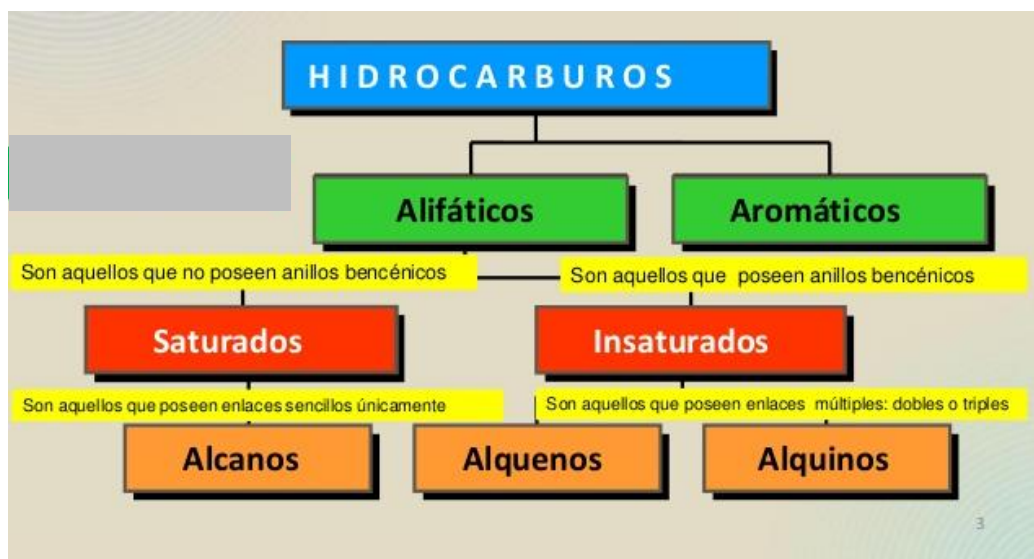 HIDROCARBUROS
Alifáticos
Aromáticos
Son aquellos que no poseen anillos bencénicos
Son aquellos que poseen anillos bencénicos
Saturados
Insaturados
Son aquellos que poseen enlaces sencillos únicamente
Son aquellos que poseen enlaces múltiples: dobles o triples
Alcanos
Alquenos
Alquinos
3